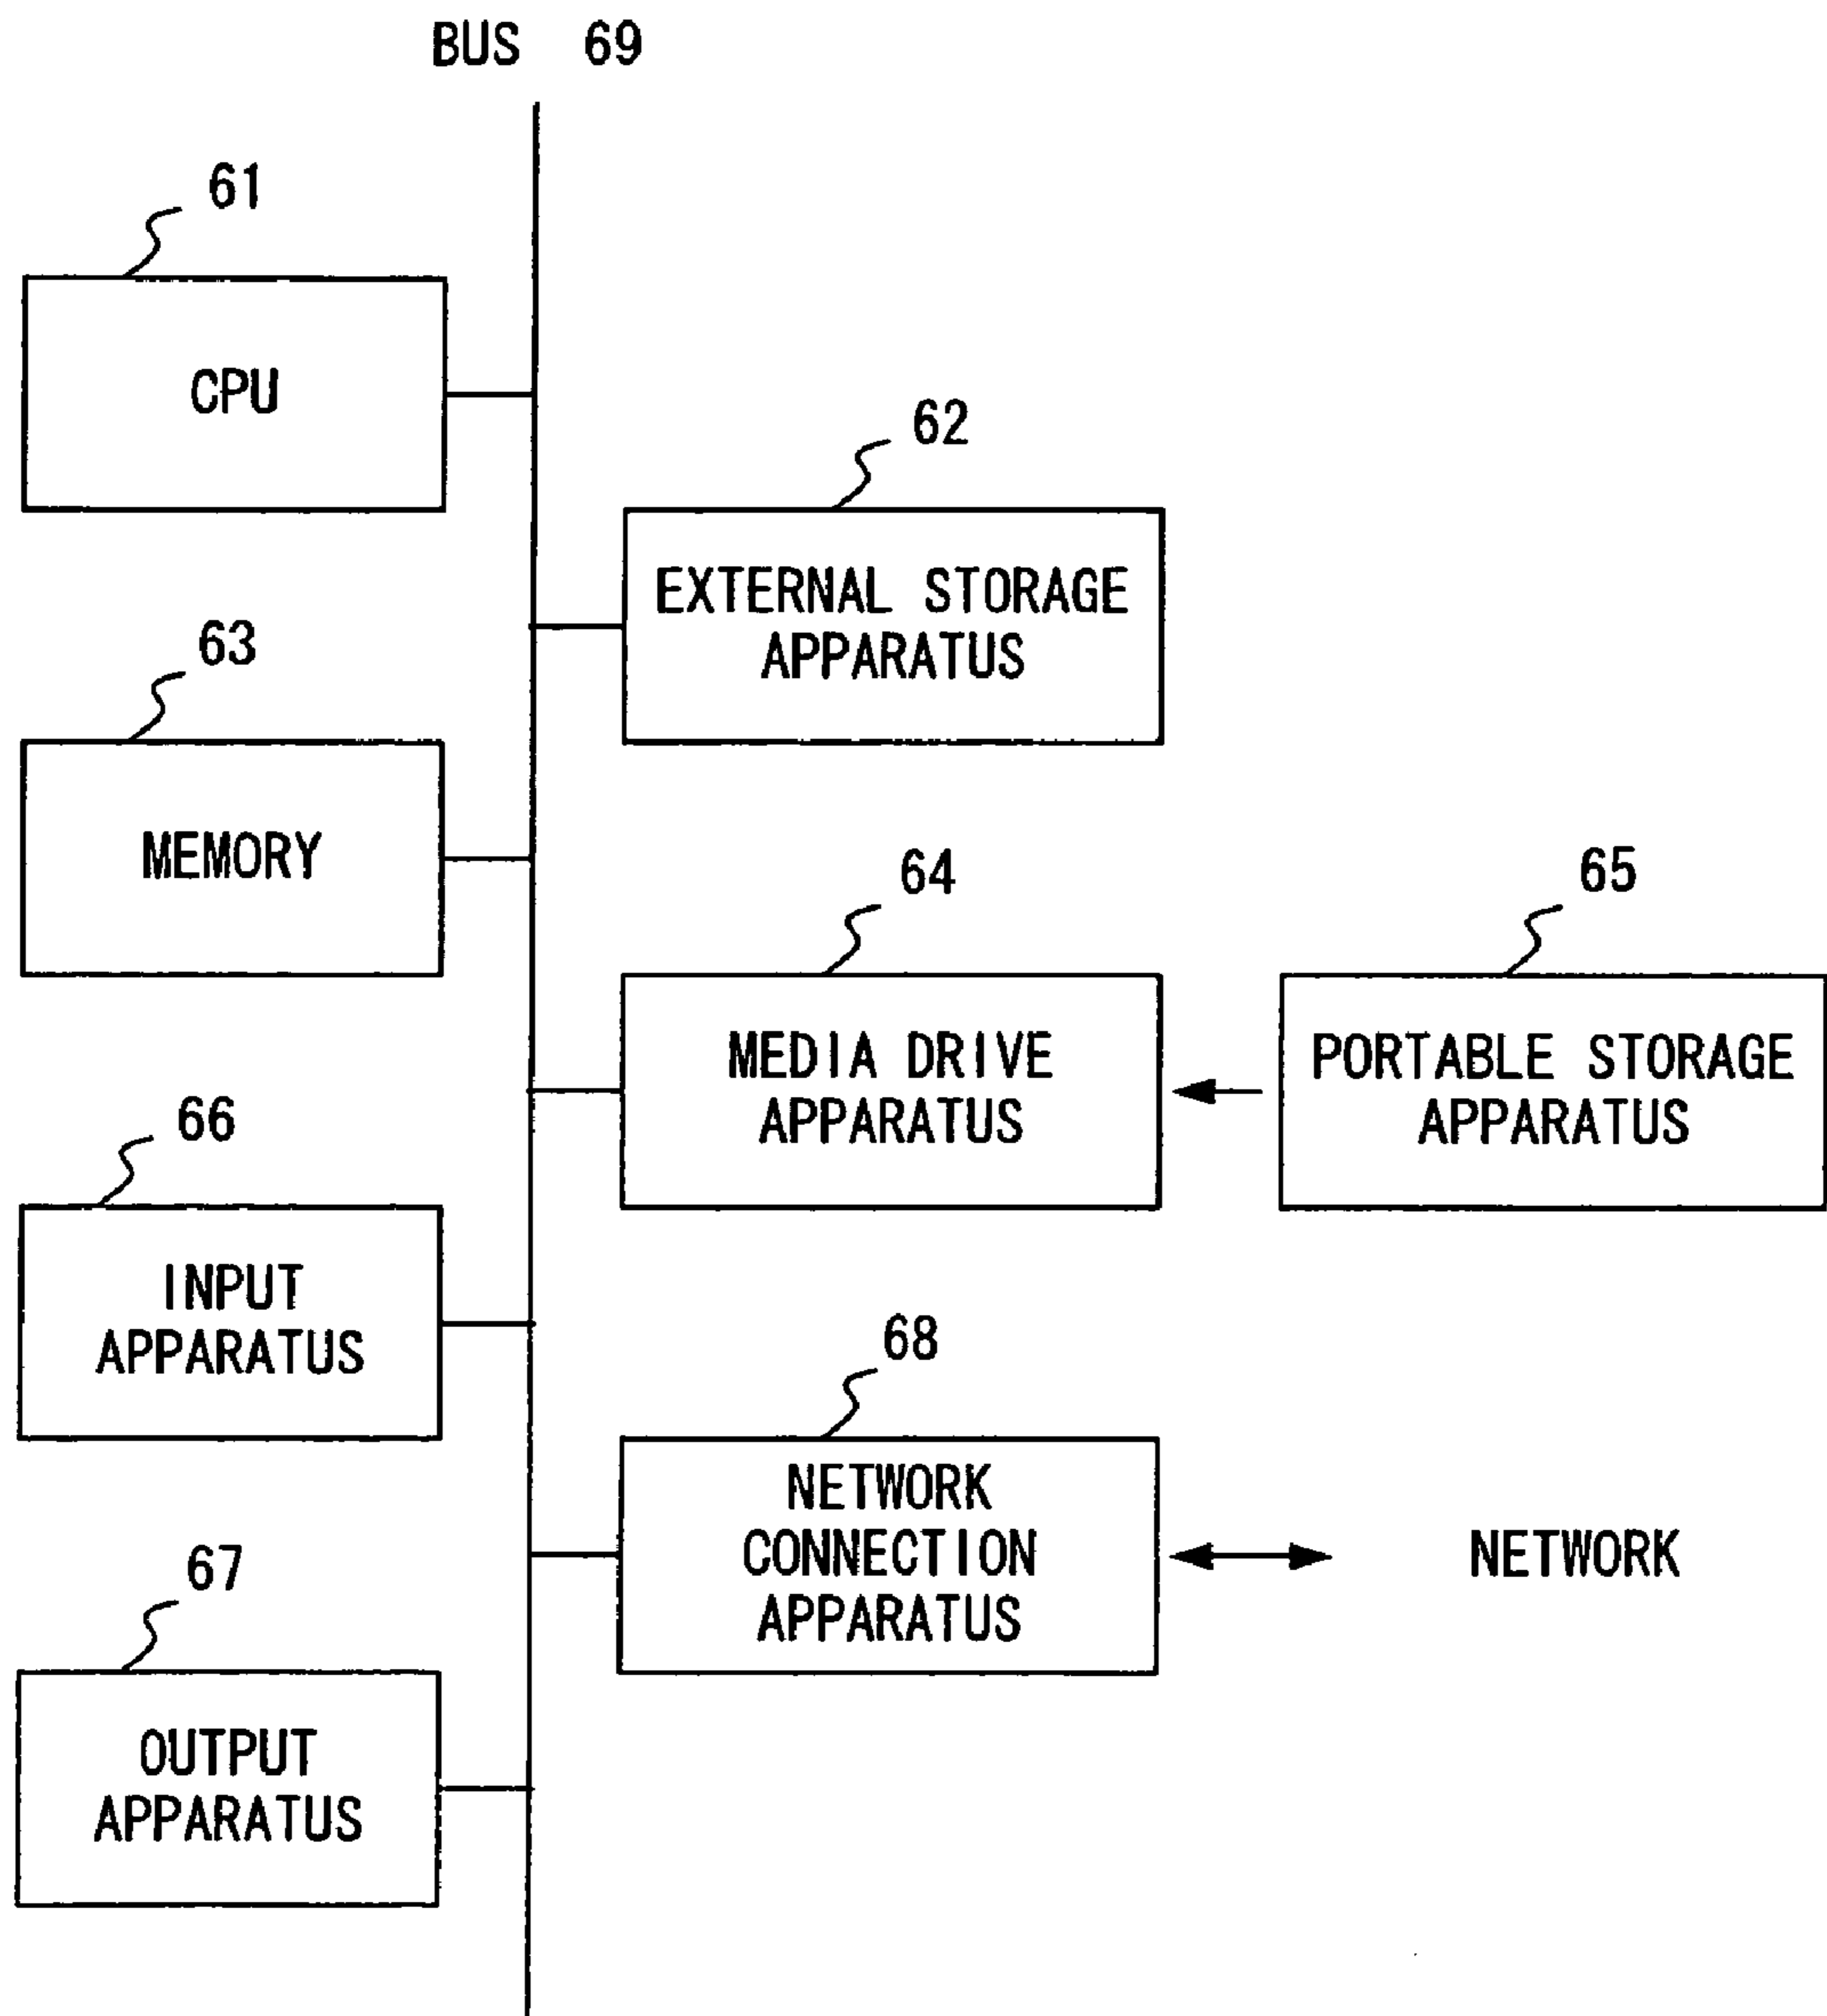 BUS 69
61
CPU
62
EXTERNAL STORAGE
APPARATUS
63
MEMORY
64
MEDIA DRIVE
APPARATUS
65
PORTABLE STORAGE
APPARATUS
66
INPUT
APPARATUS
68
NETWORK
CONNECTION
APPARATUS
NETWORK
67
OUTPUT
APPARATUS